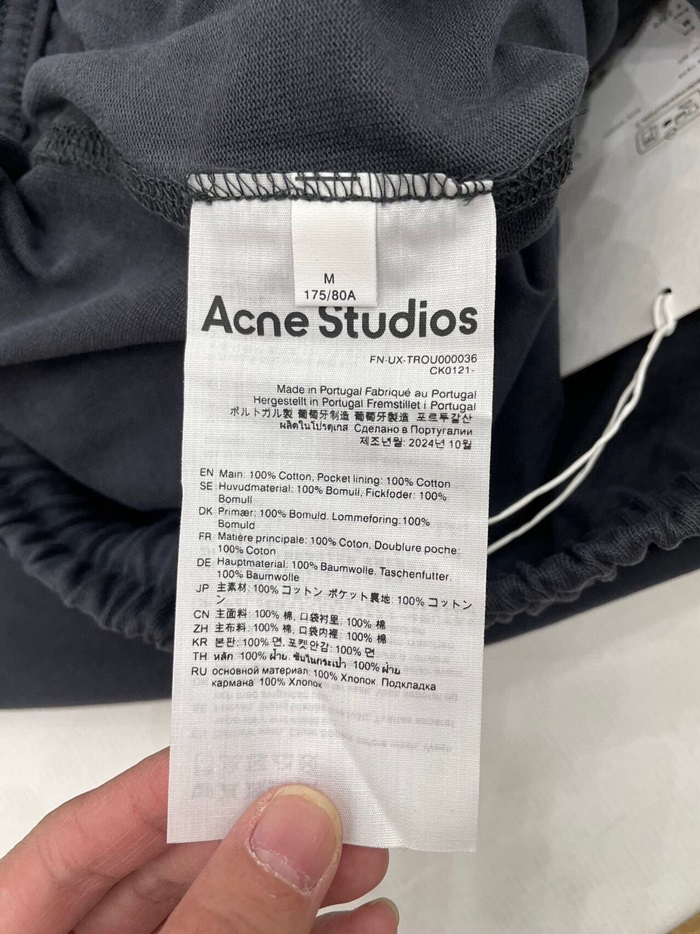 M
175/80A
Acne Studios
FN-UX-TROU000036
CK0121-
Made in Portugal Fabriqué au Portugal
Hergestellt in Portugal Fremstillet i Portugal
ポルトガル製 葡萄牙制造 葡萄牙製造 포르투갈산
ผลิตในโปรตุเกส Сделано в Португалии
제조년월: 2024년 10월
EN Main: 100% Cotton, Pocket lining: 100% Cotton
SE Huvudmaterial: 100% Bomull, Fickfoder: 100%
Bomull
DK Primær: 100% Bomuld. Lommeforing:100%
Bomuld
FR Matière principale: 100% Coton, Doublure poche:
100% Coton
DE Hauptmaterial: 100% Baumwolle, Taschenfutter:
100% Baumwolle
JP 主素材: 100% コットン ポケット裏地: 100% コットン
ン
CN 主面料: 100% 棉, 口袋衬里: 100% 棉
ZH 主布料: 100% 棉, 口袋內裡: 100% 棉
KR 본판: 100% 면, 포켓안감: 100% 면
TH หลัก: 100% ฝ้าย, ซับในกระเป๋า: 100% ฝ้าย
RU основной материал: 100% Хлопок Подкладка
кармана: 100% Хлопок